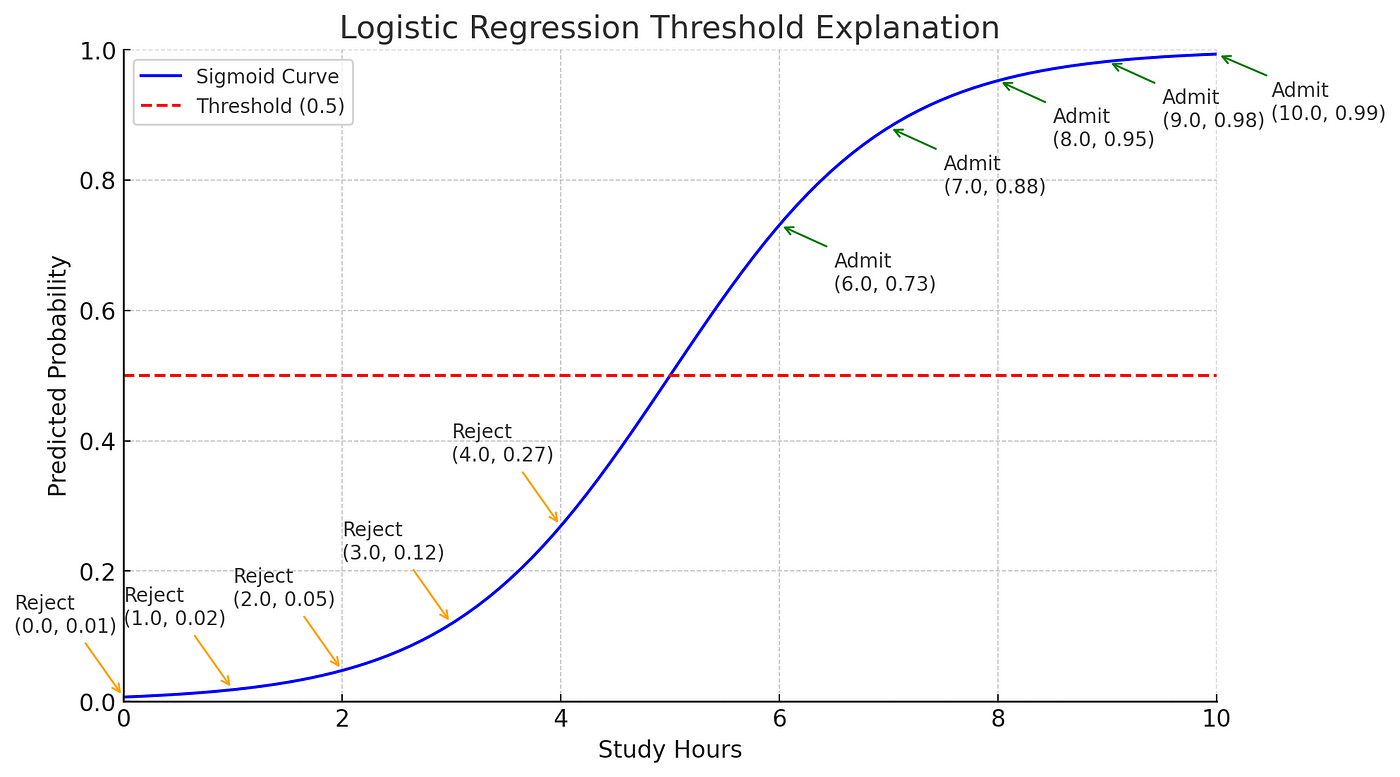 Logistic Regression Threshold Explanation
Sigmoid Curve
Threshold (0.5)
Predicted Probability
1.0
0.8
0.6
0.4
0.2
0.0
Reject
(0.0, 0.01)
Reject
(1.0, 0.02)
Reject
(2.0, 0.05)
Reject
(3.0, 0.12)
Reject
(4.0, 0.27)
Admit
(6.0, 0.73)
Admit
(7.0, 0.88)
Admit
(8.0, 0.95)
Admit
(9.0, 0.98)
Admit
(10.0, 0.99)
0 2 4 6 8 10
Study Hours